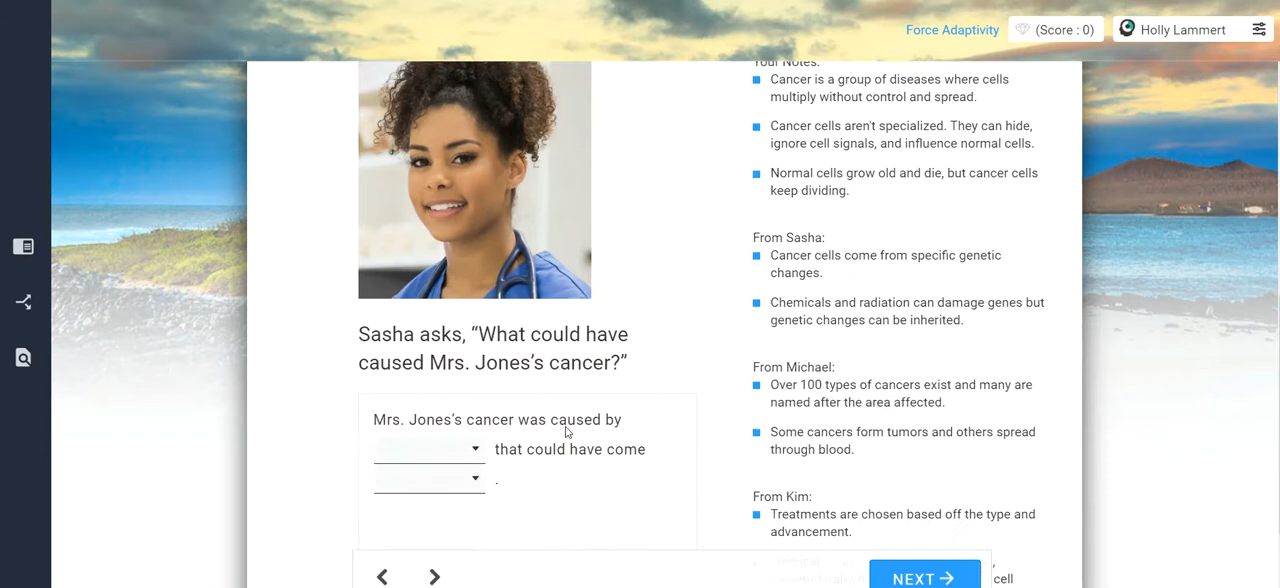 Force Adaptivity
(Score : 0)
Holly Lammert
Your Notes:
Cancer is a group of diseases where cells
multiply without control and spread.
Cancer cells aren't specialized. They can hide,
ignore cell signals, and influence normal cells.
Normal cells grow old and die, but cancer cells
keep dividing.
From Sasha:
Cancer cells come from specific genetic
changes.
Chemicals and radiation can damage genes but
genetic changes can be inherited.
From Michael:
Over 100 types of cancers exist and many are
named after the area affected.
Some cancers form tumors and others spread
through blood.
From Kim:
Treatments are chosen based off the type and
advancement.
cell
Sasha asks, “What could have
caused Mrs. Jones’s cancer?”
Mrs. Jones’s cancer was caused by
that could have come
.
NEXT